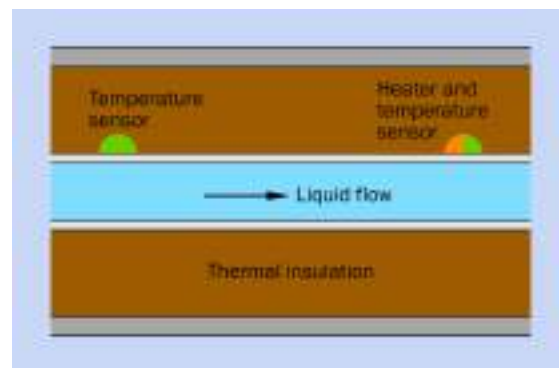 Temperature
sensor
Heater and
temperature
sensor
Liquid flow
Thermal insulation